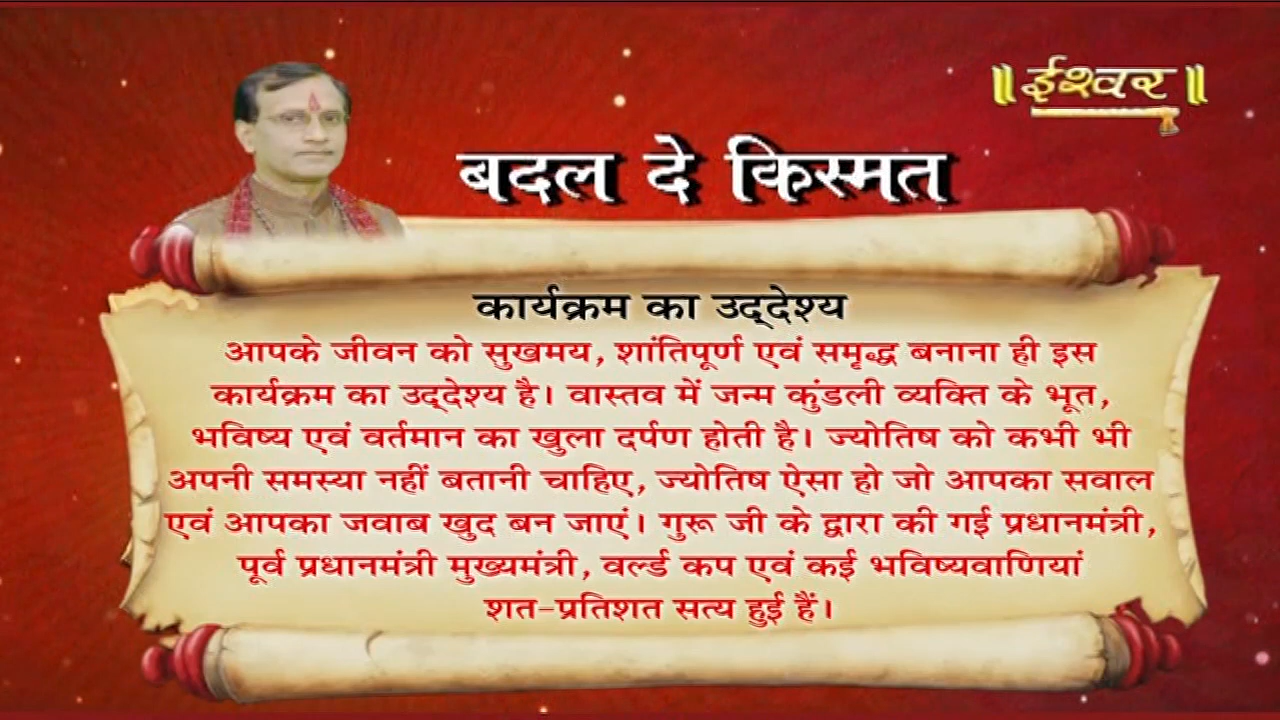 ॥ईश्वर॥
बदल दे किस्मत
कार्यक्रम का उद्‌देश्य
आपके जीवन को सुखमय, शांतिपूर्ण एवं समृद्ध बनाना ही इस
कार्यक्रम का उद्‌देश्य है। वास्तव में जन्म कुंडली व्यक्ति के भूत,
भविष्य एवं वर्तमान का खुला दर्पण होती है। ज्योतिष को कभी भी
अपनी समस्या नहीं बतानी चाहिए, ज्योतिष ऐसा हो जो आपका सवाल
एवं आपका जवाब खुद बन जाएं। गुरू जी के द्वारा की गई प्रधानमंत्री,
पूर्व प्रधानमंत्री मुख्यमंत्री, वर्ल्ड कप एवं कई भविष्यवाणियां
शत-प्रतिशत सत्य हुई हैं।